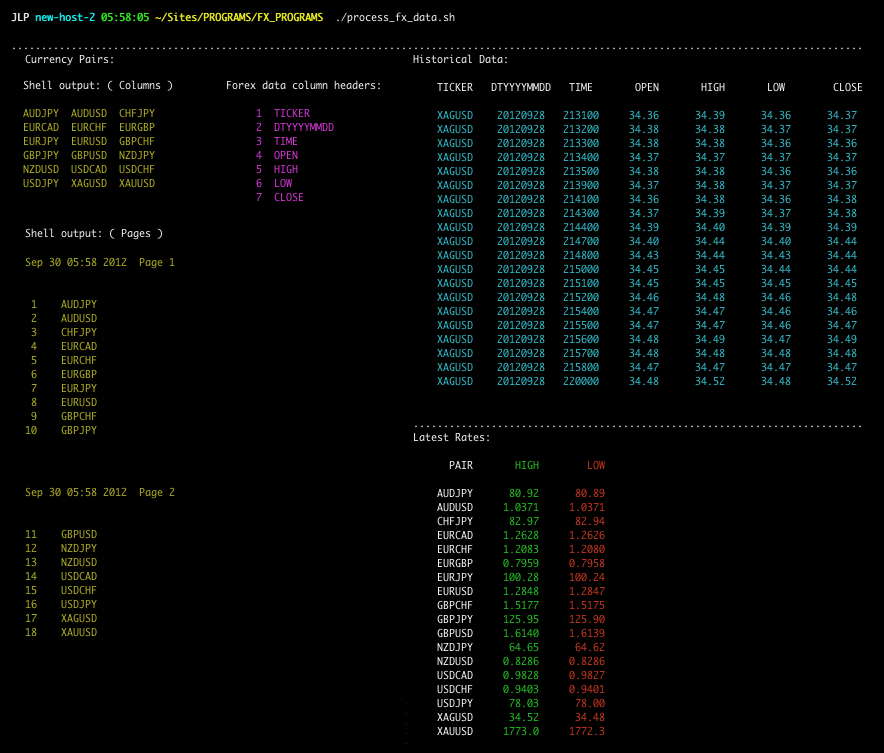 JLP new-host-2 05:58:05 ~/Sites/PROGRAMS/FX_PROGRAMS ./process_fx_data.sh
Currency Pairs:
Shell output: ( Columns )
AUDJPY AUDUSD CHFJPY
EURCAD EURCHF EURGBP
EURJPY EURUSD GBPCHF
GBPJPY GBPUSD NZDJPY
NZDUSD USDCAD USDCHF
USDJPY XAGUSD XAUUSD
Forex data column headers:
1 TICKER
2 DTYYYYMMDD
3 TIME
4 OPEN
5 HIGH
6 LOW
7 CLOSE
Shell output: ( Pages )
Sep 30 05:58 2012 Page 1
1 AUDJPY
2 AUDUSD
3 CHFJPY
4 EURCAD
5 EURCHF
6 EURGBP
7 EURJPY
8 EURUSD
9 GBPCHF
10 GBPJPY
Sep 30 05:58 2012 Page 2
11 GBPUSD
12 NZDJPY
13 NZDUSD
14 USDCAD
15 USDCHF
16 USDJPY
17 XAGUSD
18 XAUUSD
Historical Data:
TICKER DTYYYYMMDD TIME OPEN HIGH LOW CLOSE
XAGUSD 20120928 213100 34.36 34.39 34.36 34.37
XAGUSD 20120928 213200 34.38 34.38 34.37 34.37
XAGUSD 20120928 213300 34.38 34.38 34.36 34.36
XAGUSD 20120928 213400 34.37 34.37 34.37 34.37
XAGUSD 20120928 213500 34.38 34.38 34.36 34.38
XAGUSD 20120928 213900 34.37 34.38 34.37 34.37
XAGUSD 20120928 214100 34.36 34.38 34.36 34.38
XAGUSD 20120928 214300 34.37 34.39 34.37 34.38
XAGUSD 20120928 214400 34.39 34.40 34.39 34.39
XAGUSD 20120928 214700 34.40 34.44 34.40 34.44
XAGUSD 20120928 214800 34.43 34.44 34.43 34.44
XAGUSD 20120928 215000 34.45 34.45 34.44 34.44
XAGUSD 20120928 215100 34.45 34.45 34.45 34.45
XAGUSD 20120928 215200 34.46 34.48 34.46 34.48
XAGUSD 20120928 215400 34.47 34.47 34.46 34.46
XAGUSD 20120928 215500 34.47 34.47 34.46 34.47
XAGUSD 20120928 215600 34.48 34.49 34.47 34.49
XAGUSD 20120928 215700 34.48 34.48 34.48 34.48
XAGUSD 20120928 215800 34.47 34.47 34.47 34.47
XAGUSD 20120928 220000 34.48 34.52 34.48 34.52
Latest Rates:
PAIR HIGH LOW
AUDJPY 80.92 80.89
AUDUSD 1.0371 1.0371
CHFJPY 82.97 82.94
EURCAD 1.2628 1.2626
EURCHF 1.2083 1.2080
EURGBP 0.7959 0.7958
EURJPY 100.28 100.24
EURUSD 1.2848 1.2847
GBPCHF 1.5177 1.5175
GBPJPY 125.95 125.90
GBPUSD 1.6140 1.6139
NZDJPY 64.65 64.62
NZDUSD 0.8286 0.8286
USDCAD 0.9828 0.9827
USDCHF 0.9403 0.9401
USDJPY 78.03 78.00
XAGUSD 34.52 34.48
XAUUSD 1773.0 1772.3